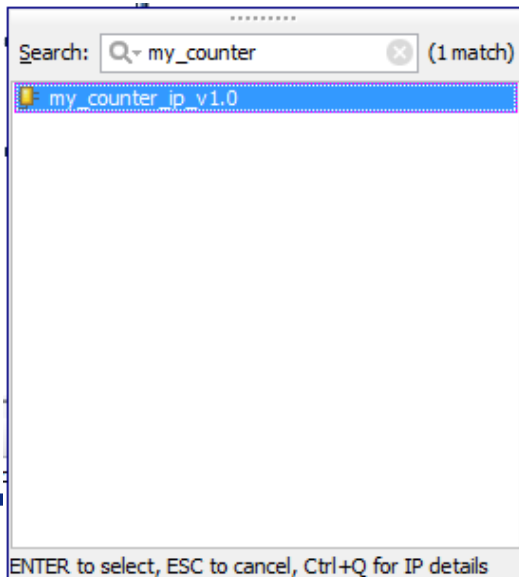 Search: my_counter (1 match)
my_counter_ip_v1.0
ENTER to select, ESC to cancel, Ctrl+Q for IP details